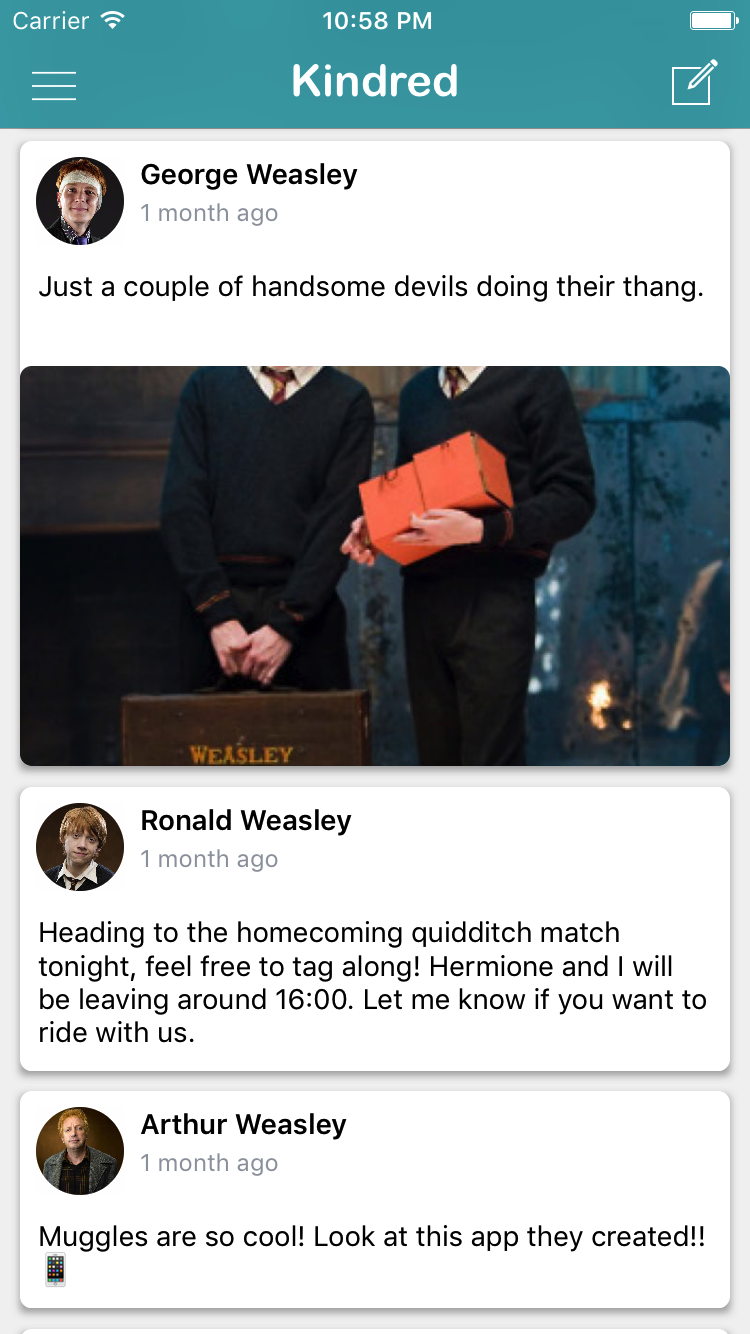 Carrier 10:58 PM
Kindred
George Weasley
1 month ago
Just a couple of handsome devils doing their thang.
WEASLEY
Ronald Weasley
1 month ago
Heading to the homecoming quidditch match
tonight, feel free to tag along! Hermione and I will
be leaving around 16:00. Let me know if you want to
ride with us.
Arthur Weasley
1 month ago
Muggles are so cool! Look at this app they created!!
📱